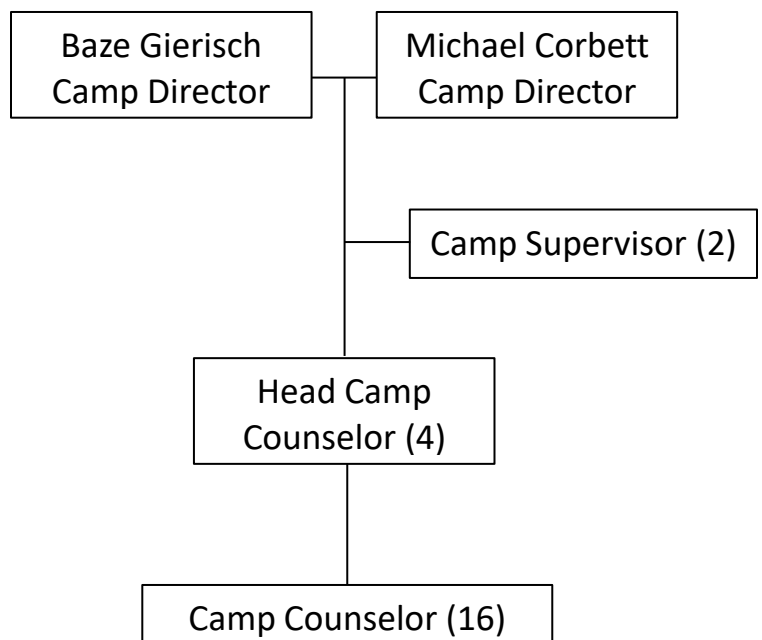 Baze Gierisch
Camp Director
Michael Corbett
Camp Director
Camp Supervisor (2)
Head Camp
Counselor (4)
Camp Counselor (16)